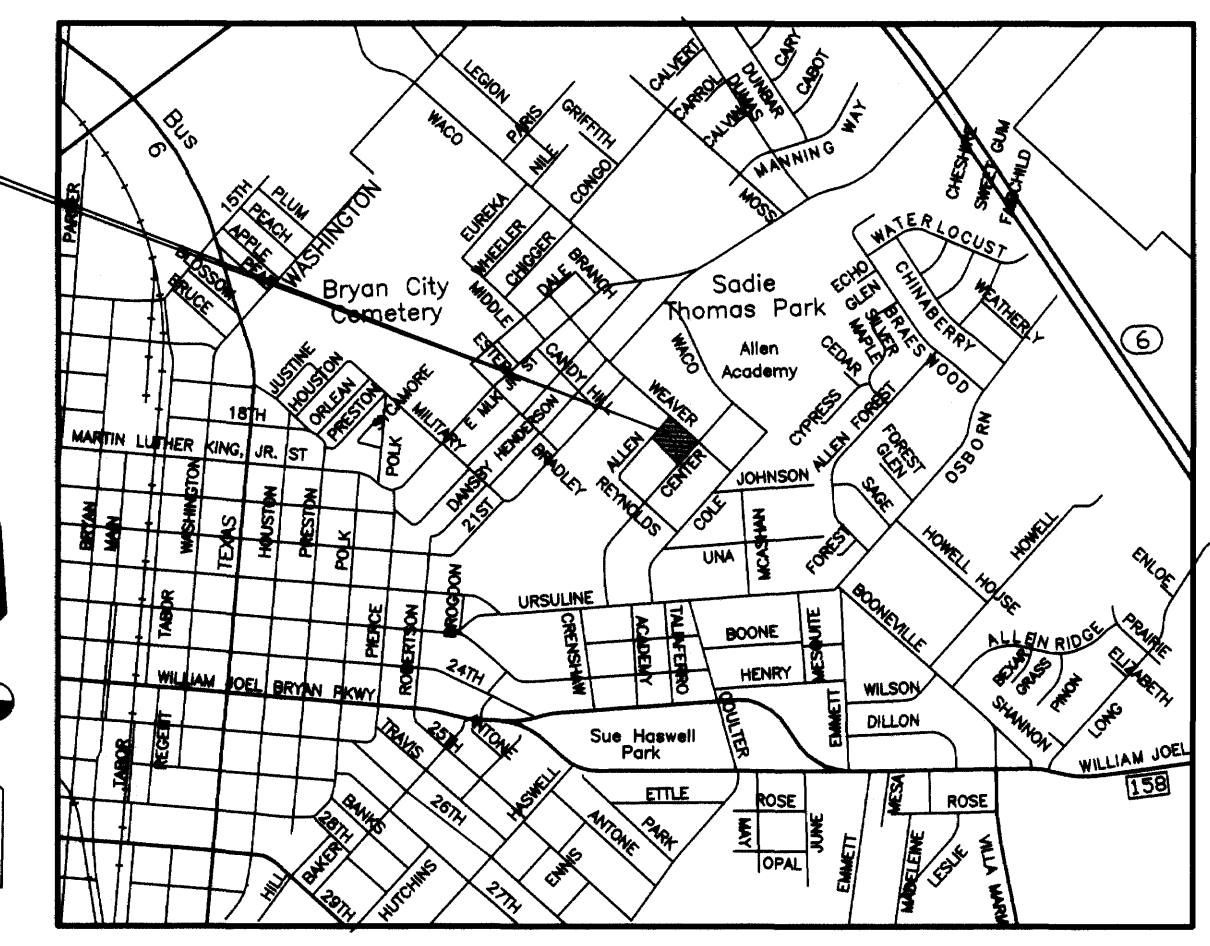 CALVERT
CARY
LEGION
DUNBAR
CABOT
CARROL
DUMAS
Bus
6
WACO
PARIS
GRIFFITH
CALVIN
MANNING WAY
GUM
CHESHIRE
SWEET
NILE
CONGO
15TH
PLUM
WASHINGTON
MOSS
PARKER
PEACH
EUREKA
APPLE
WHEELER
WATERLOCUST
BLOSSOM
CHIGGER
BRANCH
BRUCE
DALE
ECHO
GLEN
CHINABERRY
WEATHERLY
Bryan City
Cemetery
MIDDLE
Sadie
Thomas Park
SILVER
MAPLE
BRAESWOOD
6
JUSTINE
HOUSTON
ORLEAN
PRESTON
SYCAMORE
ESTER
CANDY HILL
WACO
Allen
Academy
CEDAR
18TH
MILITARY
E MLK JR ST
WEAVER
CYPRESS
MARTIN LUTHER KING, JR. ST
POLK
HENDERSON
DANSBY
BRADLEY
ALLEN
CENTER
ALLEN FOREST
FOREST
GLEN
OSBORN
21ST
REYNOLDS
COLE
JOHNSON
SAGE
BRYAN
MAIN
WASHINGTON
TEXAS
HOUSTON
PRESTON
POLK
UNA
MCASHAN
FOREST
HOWELL HOUSE
HOWELL
ENLOE
TABOR
PIERCE
ROBERTSON
BROGDON
URSULINE
BOONEVILLE
CRENSHAW
ACADEMY
TALIAFERRO
BOONE
MESQUITE
ALLEN RIDGE
PRAIRIE
24TH
HENRY
BEXAR
GRASS
ELIZABETH
WILLIAM JOEL BRYAN PKWY
WILSON
PINON
COULTER
EMMETT
DILLON
SHANNON
LONG
TABOR
REGENT
TRAVIS
25TH
ANTONE
Sue Haswell
Park
WILLIAM JOEL
158
HASWELL
ETTLE
ROSE
MESA
ROSE
BANKS
26TH
28TH
ANTONE
PARK
MAY
JUNE
OPAL
BAKER
HILL
ENNIS
EMMETT
MADELEINE
LESLIE
29TH
HUTCHINS
27TH